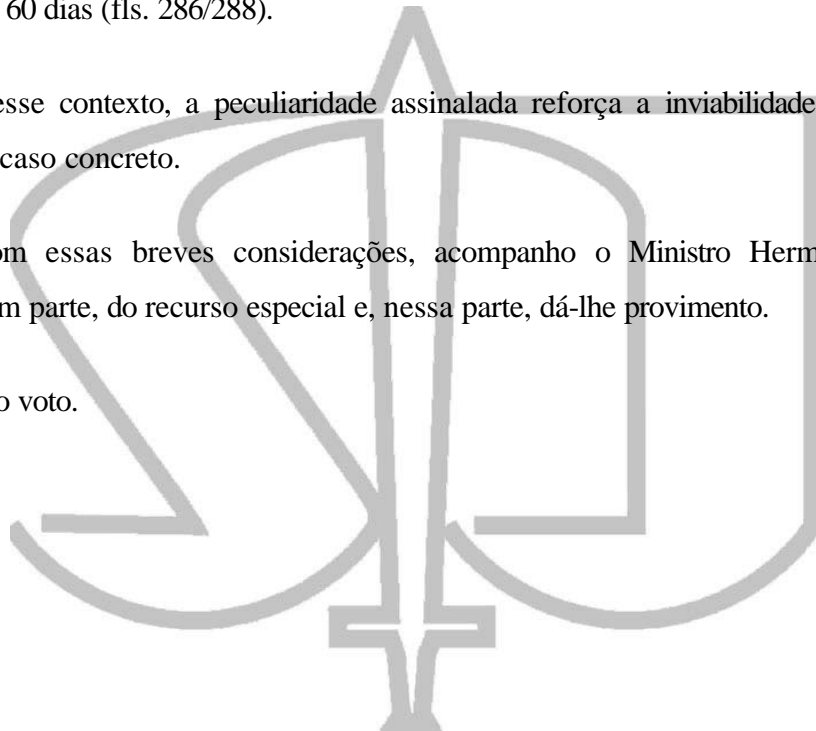 60 dias (fls. 286/288).
esse contexto, a peculiaridade assinalada reforça a inviabilidade
caso concreto.
om essas breves considerações, acompanho o Ministro Herm
m parte, do recurso especial e, nessa parte, dá-lhe provimento.
o voto.